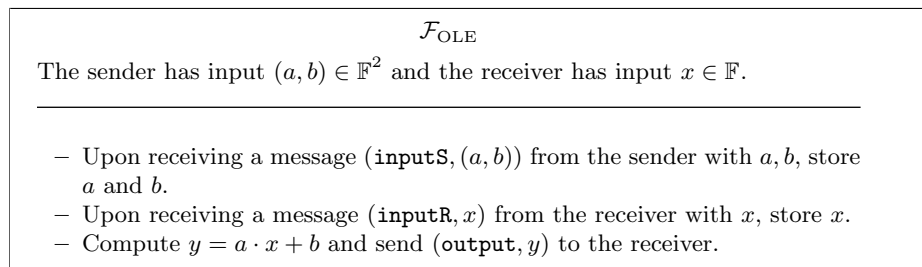 𝓕OLE
The sender has input (a, b) ∈ 𝔽² and the receiver has input x ∈ 𝔽.
– Upon receiving a message (inputS, (a, b)) from the sender with a, b, store
a and b.
– Upon receiving a message (inputR, x) from the receiver with x, store x.
– Compute y = a · x + b and send (output, y) to the receiver.